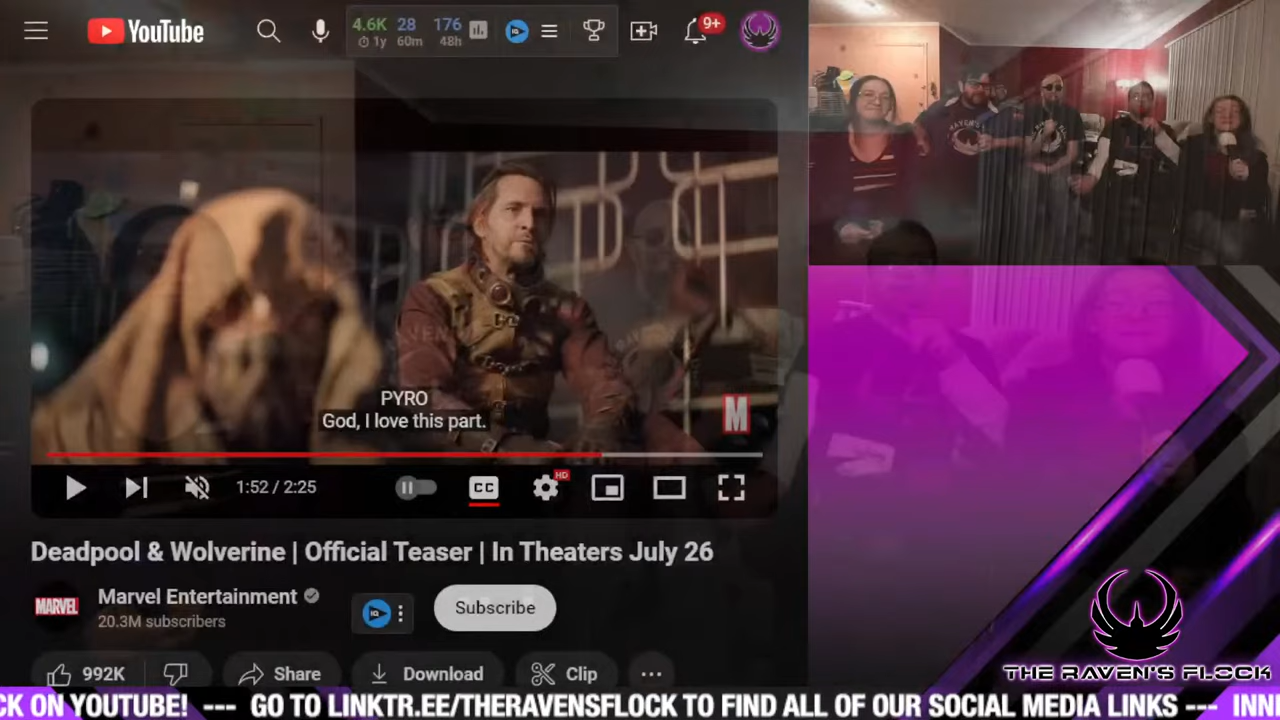 YouTube
4.6K 28 176
1y 60m 48h
9+
PYRO
God, I love this part.
M
1:52 / 2:25
CC
HD
Deadpool & Wolverine | Official Teaser | In Theaters July 26
MARVEL
Marvel Entertainment
20.3M subscribers
IQ
Subscribe
992K
Share
Download
Clip
THE RAVEN'S FLOCK
CK ON YOUTUBE! --- GO TO LINKTR.EE/THERAVENSFLOCK TO FIND ALL OF OUR SOCIAL MEDIA LINKS --- INN